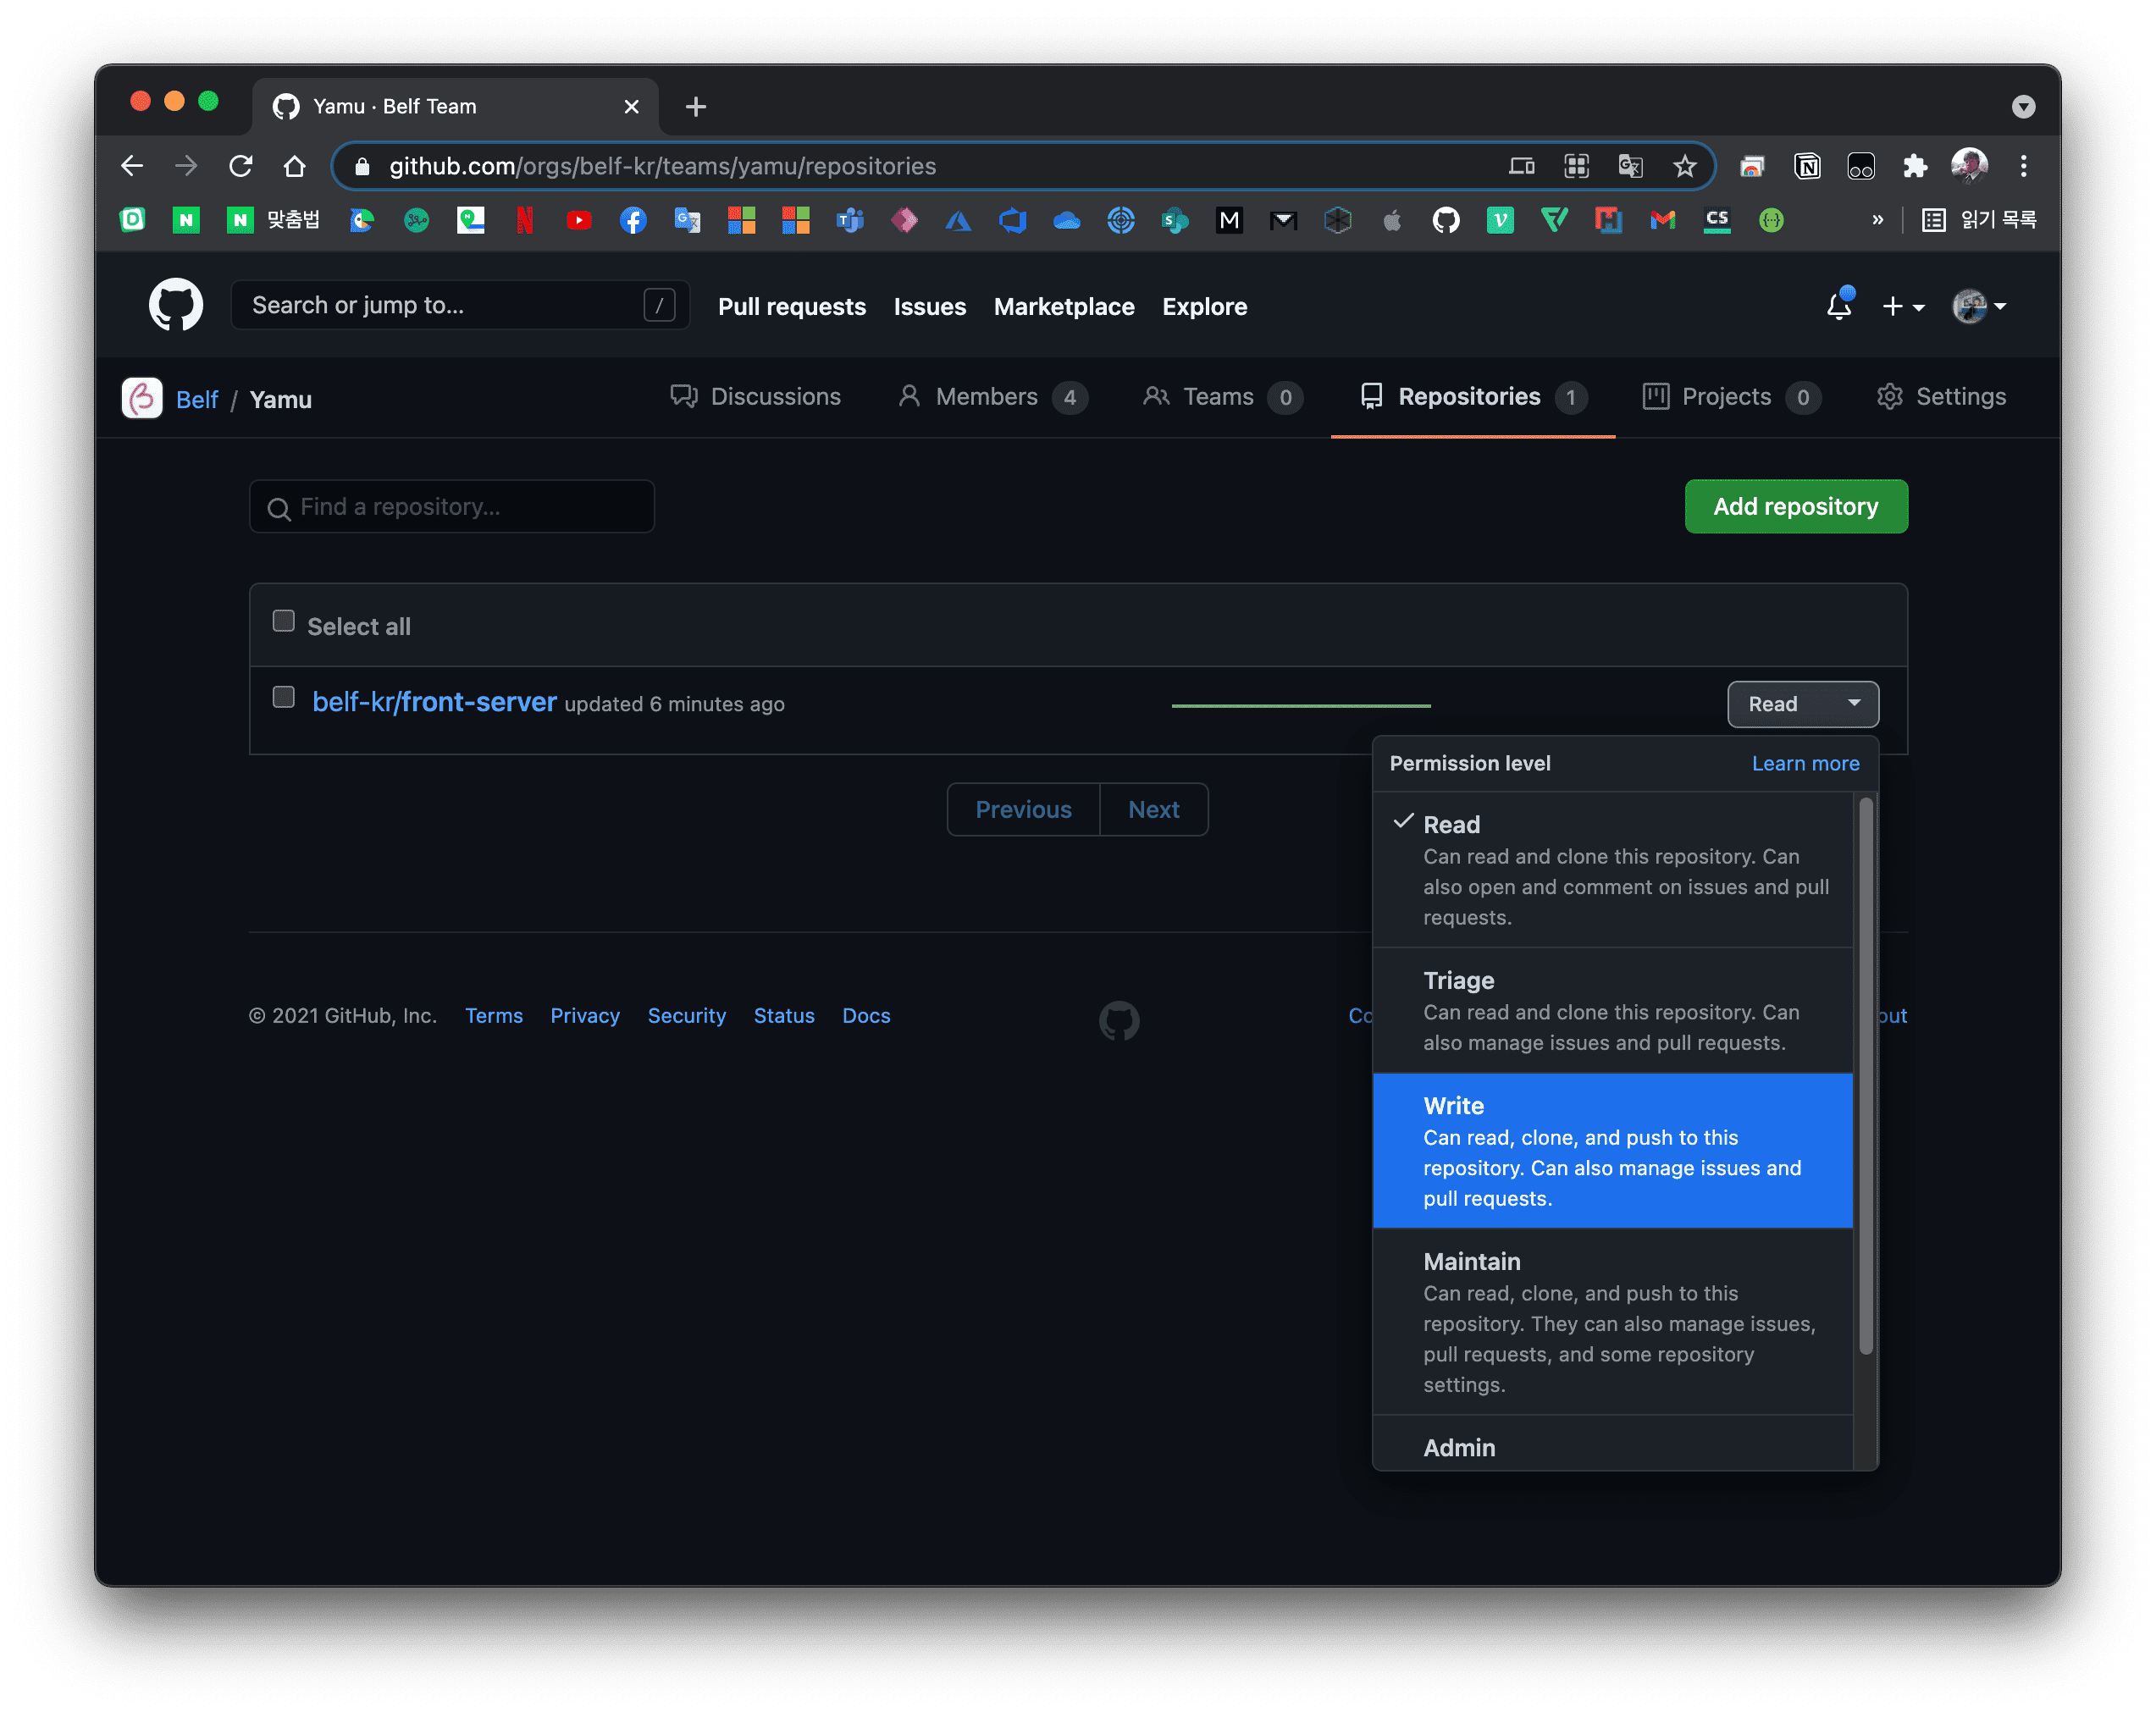 Yamu · Belf Team
github.com/orgs/belf-kr/teams/yamu/repositories
맞춤법
» 읽기 목록
Search or jump to... /
Pull requests Issues Marketplace Explore
Belf / Yamu
Discussions Members 4 Teams 0 Repositories 1 Projects 0 Settings
Find a repository...
Add repository
Select all
belf-kr/front-server updated 6 minutes ago
Read
Permission level Learn more
Read
Can read and clone this repository. Can
also open and comment on issues and pull
requests.
Triage
Can read and clone this repository. Can
also manage issues and pull requests.
Write
Can read, clone, and push to this
repository. Can also manage issues and
pull requests.
Maintain
Can read, clone, and push to this
repository. They can also manage issues,
pull requests, and some repository
settings.
Admin
Previous Next
© 2021 GitHub, Inc. Terms Privacy Security Status Docs